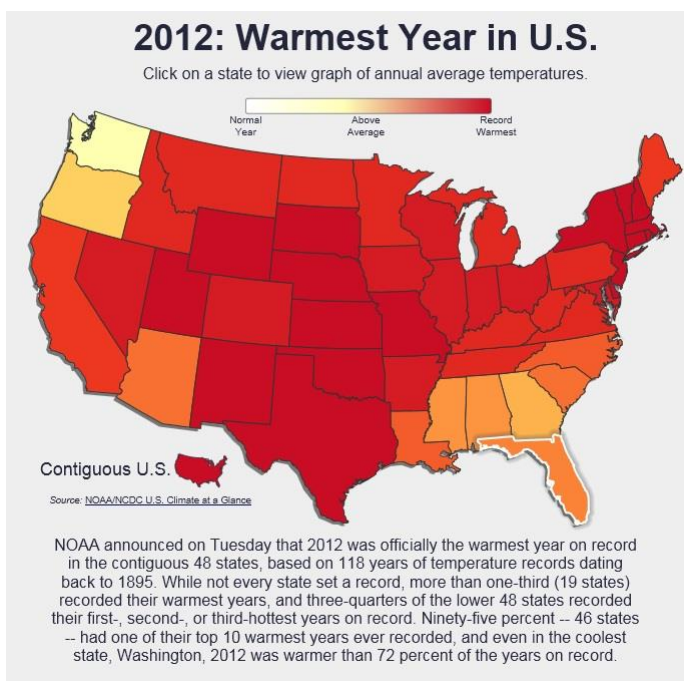 2012: Warmest Year in U.S.
Click on a state to view graph of annual average temperatures.
Normal Year
Above Average
Record Warmest
Contiguous U.S.
Source: NOAA/NCDC U.S. Climate at a Glance
NOAA announced on Tuesday that 2012 was officially the warmest year on record
in the contiguous 48 states, based on 118 years of temperature records dating
back to 1895. While not every state set a record, more than one-third (19 states)
recorded their warmest years, and three-quarters of the lower 48 states recorded
their first-, second-, or third-hottest years on record. Ninety-five percent -- 46 states
-- had one of their top 10 warmest years ever recorded, and even in the coolest
state, Washington, 2012 was warmer than 72 percent of the years on record.